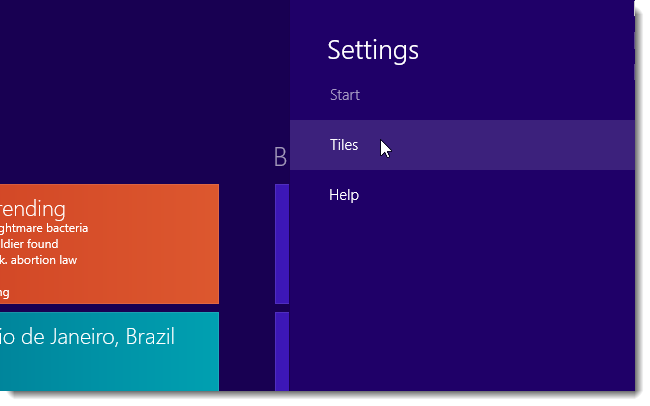 Settings
Start
Tiles
Help
B
rending
ghtmare bacteria
ldier found
k. abortion law
ng
io de Janeiro, Brazil